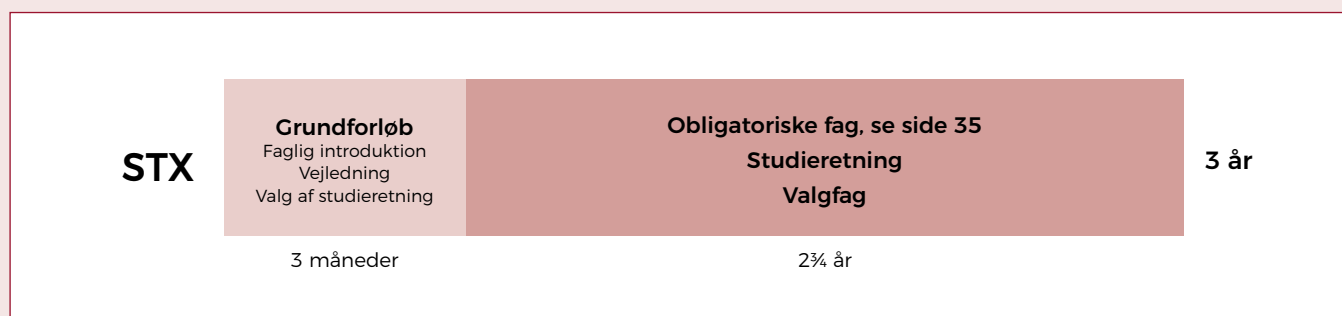 STX
Grundforløb
Faglig introduktion
Vejledning
Valg af studieretning
Obligatoriske fag, se side 35
Studieretning
Valgfag
3 år
3 måneder
2¾ år